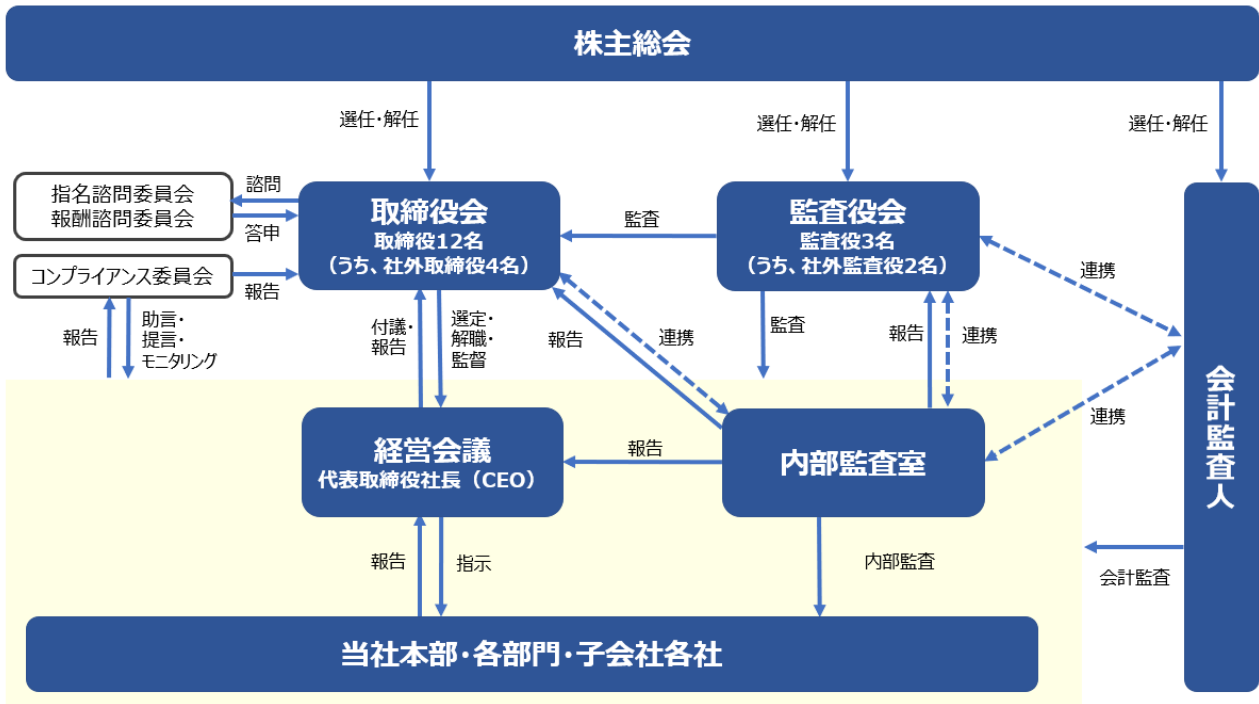 株主総会
選任・解任
選任・解任
選任・解任
指名諮問委員会
報酬諮問委員会
諮問
答申
取締役会
取締役12名
（うち、社外取締役4名）
監査
監査役会
監査役3名
（うち、社外監査役2名）
連携
コンプライアンス委員会
報告
報告
助言・
提言・
モニタリング
付議・
報告
選定・
解職・
監督
報告
連携
監査
報告
連携
連携
会計監査人
経営会議
代表取締役社長（CEO）
報告
内部監査室
報告
指示
内部監査
会計監査
当社本部・各部門・子会社各社